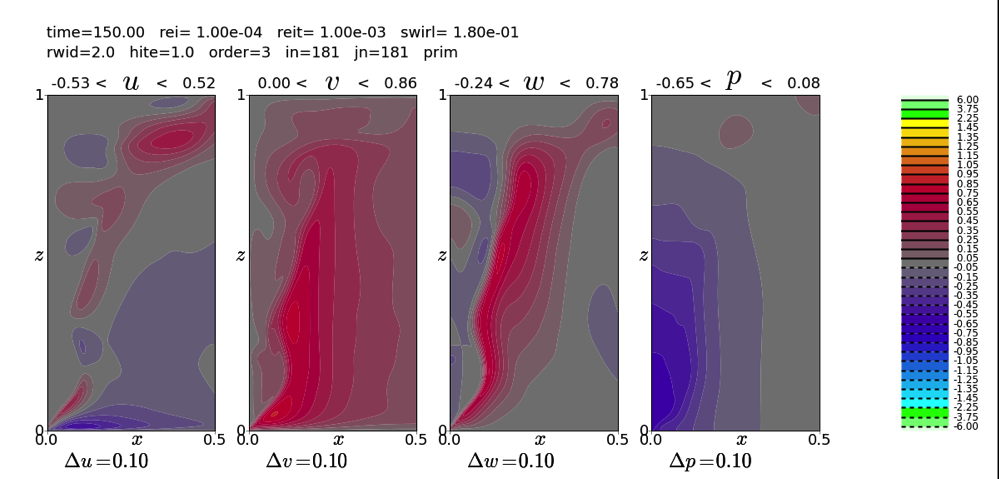 time=150.00 rei= 1.00e-04 reit= 1.00e-03 swirl= 1.80e-01
rwid=2.0 hite=1.0 order=3 in=181 jn=181 prim
-0.53 < u < 0.52
0.00 < v < 0.86
-0.24 < w < 0.78
-0.65 < p < 0.08
1
z
0
0.0 x 0.5
Δu=0.10
1
z
0
0.0 x 0.5
Δv=0.10
1
z
0
0.0 x 0.5
Δw=0.10
1
z
0
0.0 x 0.5
Δp=0.10
6.00
3.75
2.25
1.45
1.35
1.25
1.15
1.05
0.95
0.85
0.75
0.65
0.55
0.45
0.35
0.25
0.15
0.05
-0.05
-0.15
-0.25
-0.35
-0.45
-0.55
-0.65
-0.75
-0.85
-0.95
-1.05
-1.15
-1.25
-1.35
-1.45
-2.25
-3.75
-6.00